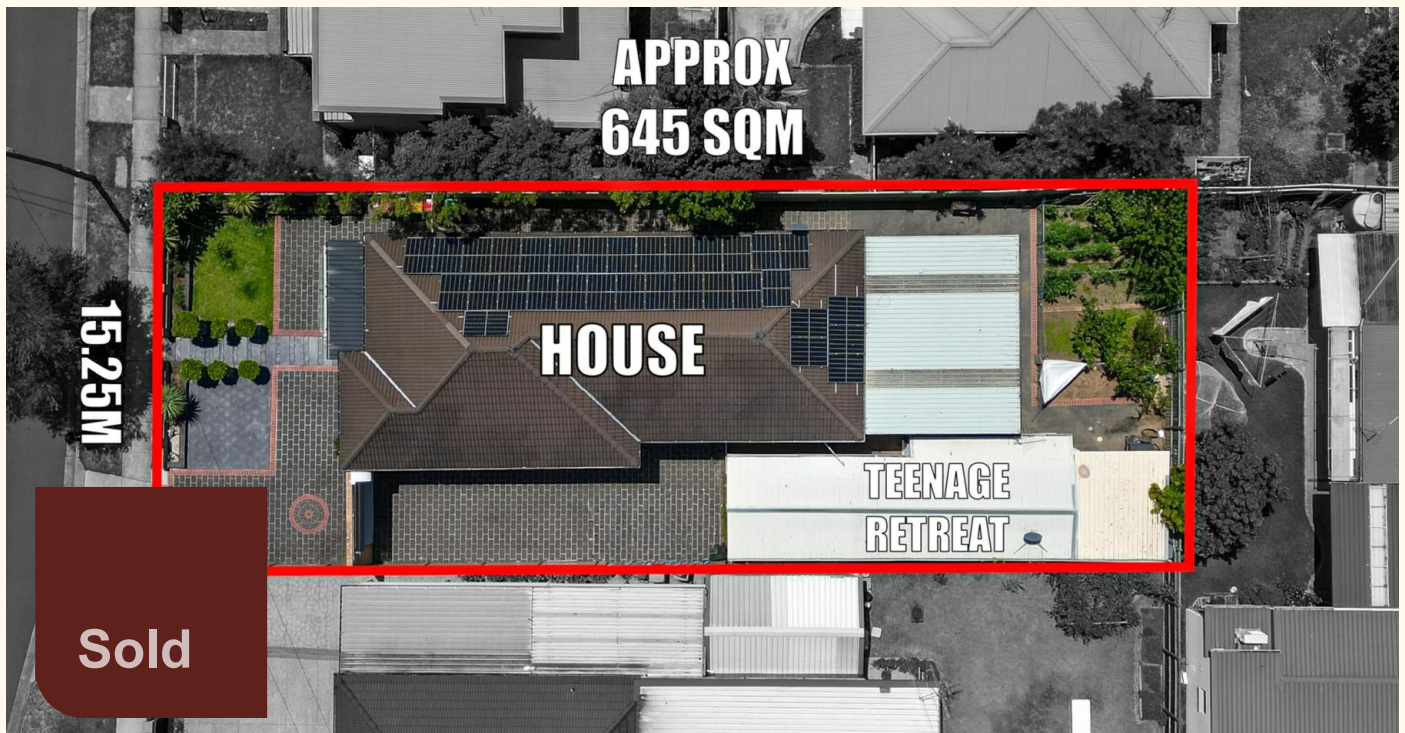 APPROX
645 SQM
15.25M
HOUSE
TEENAGE
RETREAT
Sold